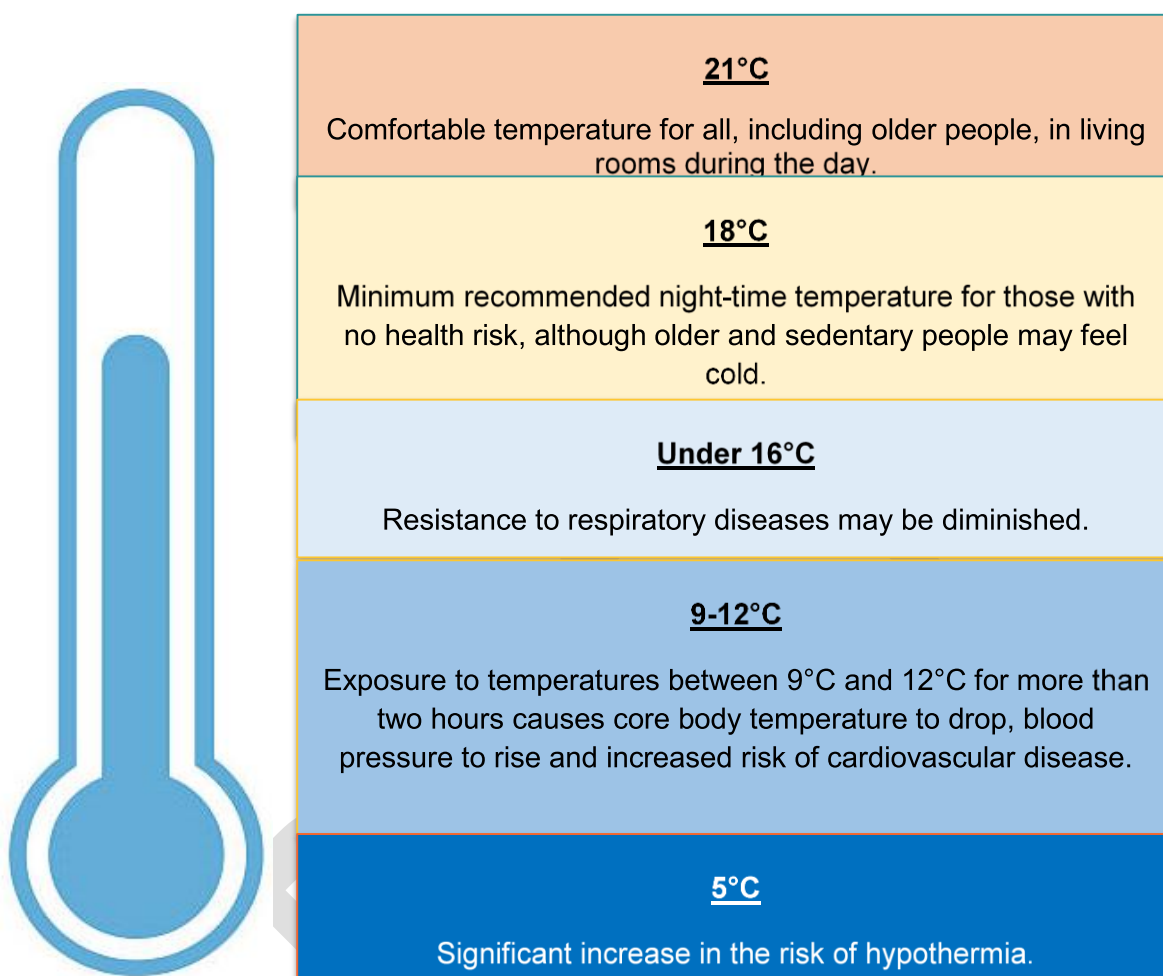 21°C
Comfortable temperature for all, including older people, in living
rooms during the day.
18°C
Minimum recommended night-time temperature for those with
no health risk, although older and sedentary people may feel
cold.
Under 16°C
Resistance to respiratory diseases may be diminished.
9-12°C
Exposure to temperatures between 9°C and 12°C for more than
two hours causes core body temperature to drop, blood
pressure to rise and increased risk of cardiovascular disease.
5°C
Significant increase in the risk of hypothermia.